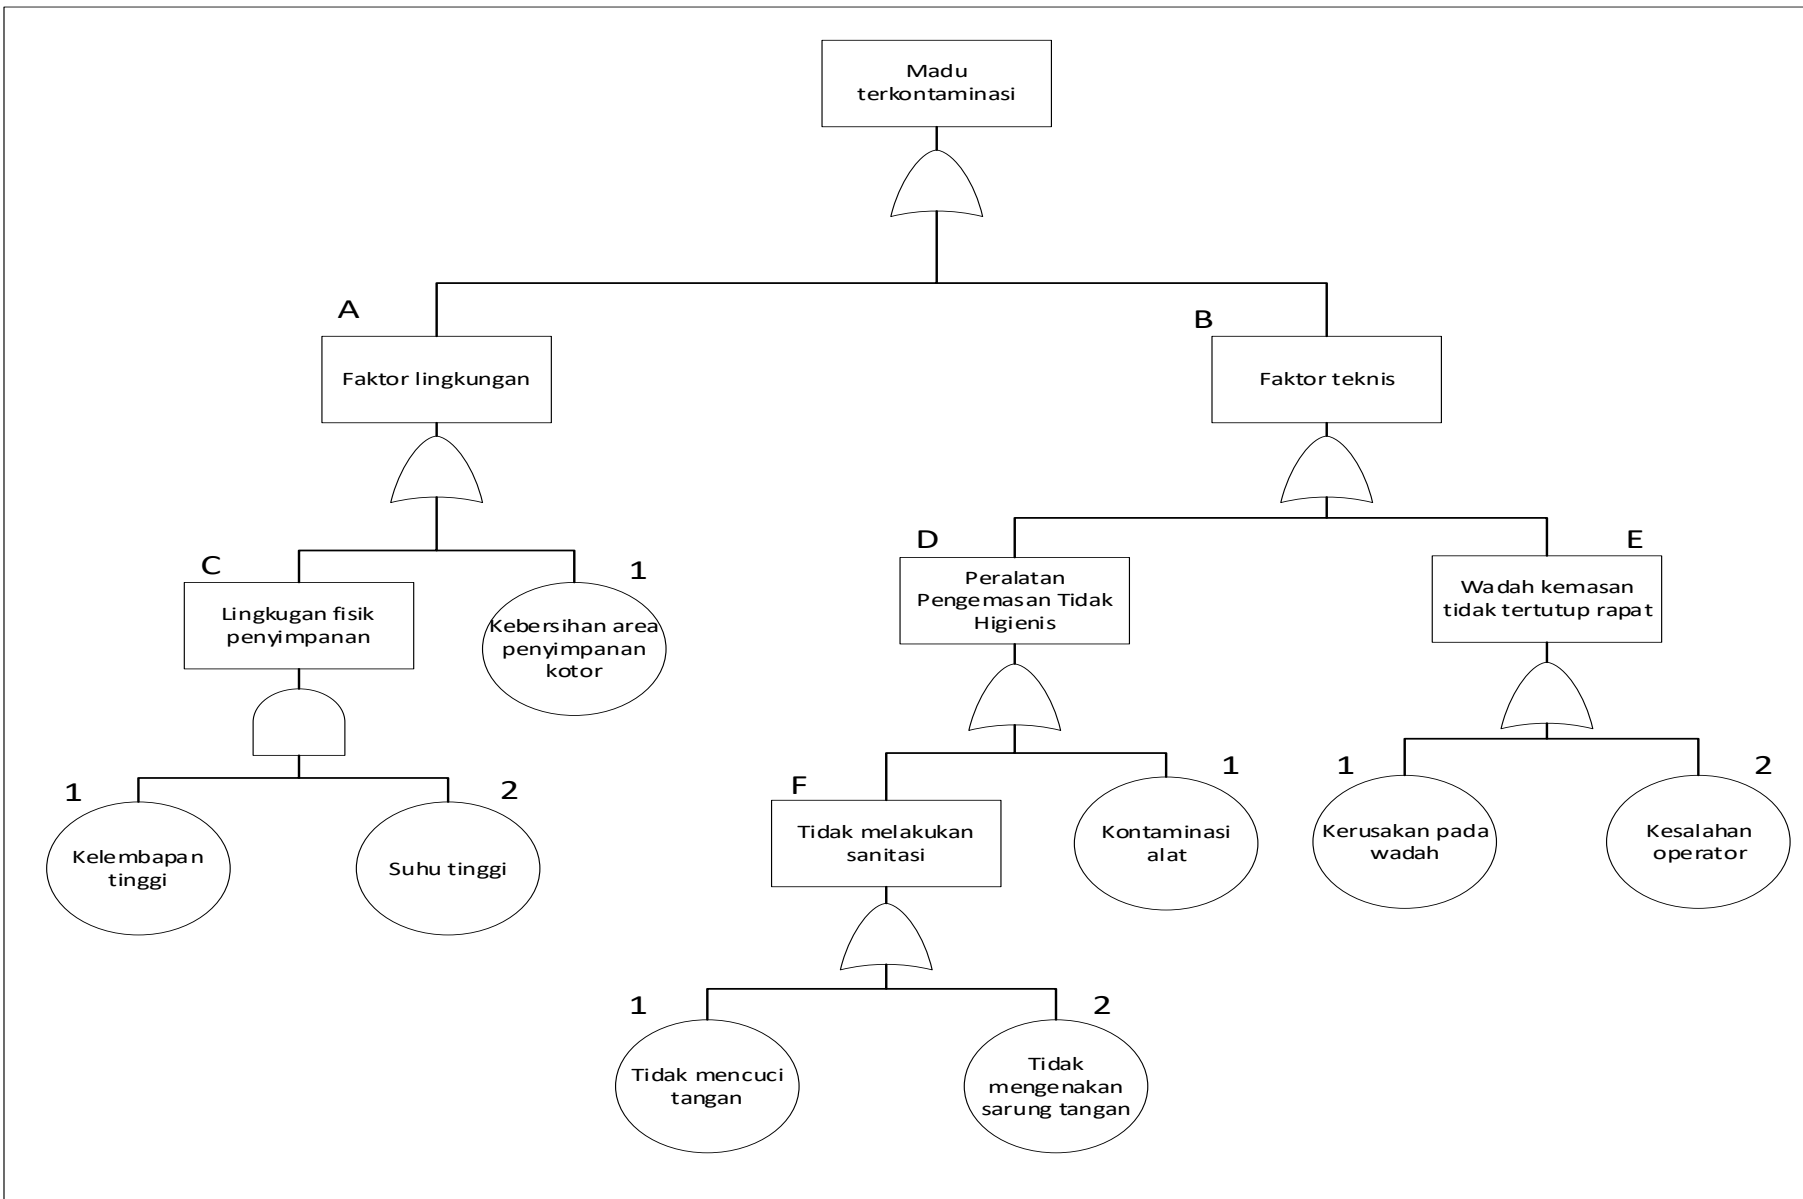 Madu
terkontaminasi
A
B
Faktor lingkungan
Faktor teknis
C
1
D
E
Lingkugan fisik
penyimpanan
Kebersihan area
penyimpanan
kotor
Peralatan
Pengemasan Tidak
Higienis
Wadah kemasan
tidak tertutup rapat
1
2
F
1
1
2
Kelembapan
tinggi
Suhu tinggi
Tidak melakukan
sanitasi
Kontaminasi
alat
Kerusakan pada
wadah
Kesalahan
operator
1
2
Tidak mencuci
tangan
Tidak
mengenakan
sarung tangan